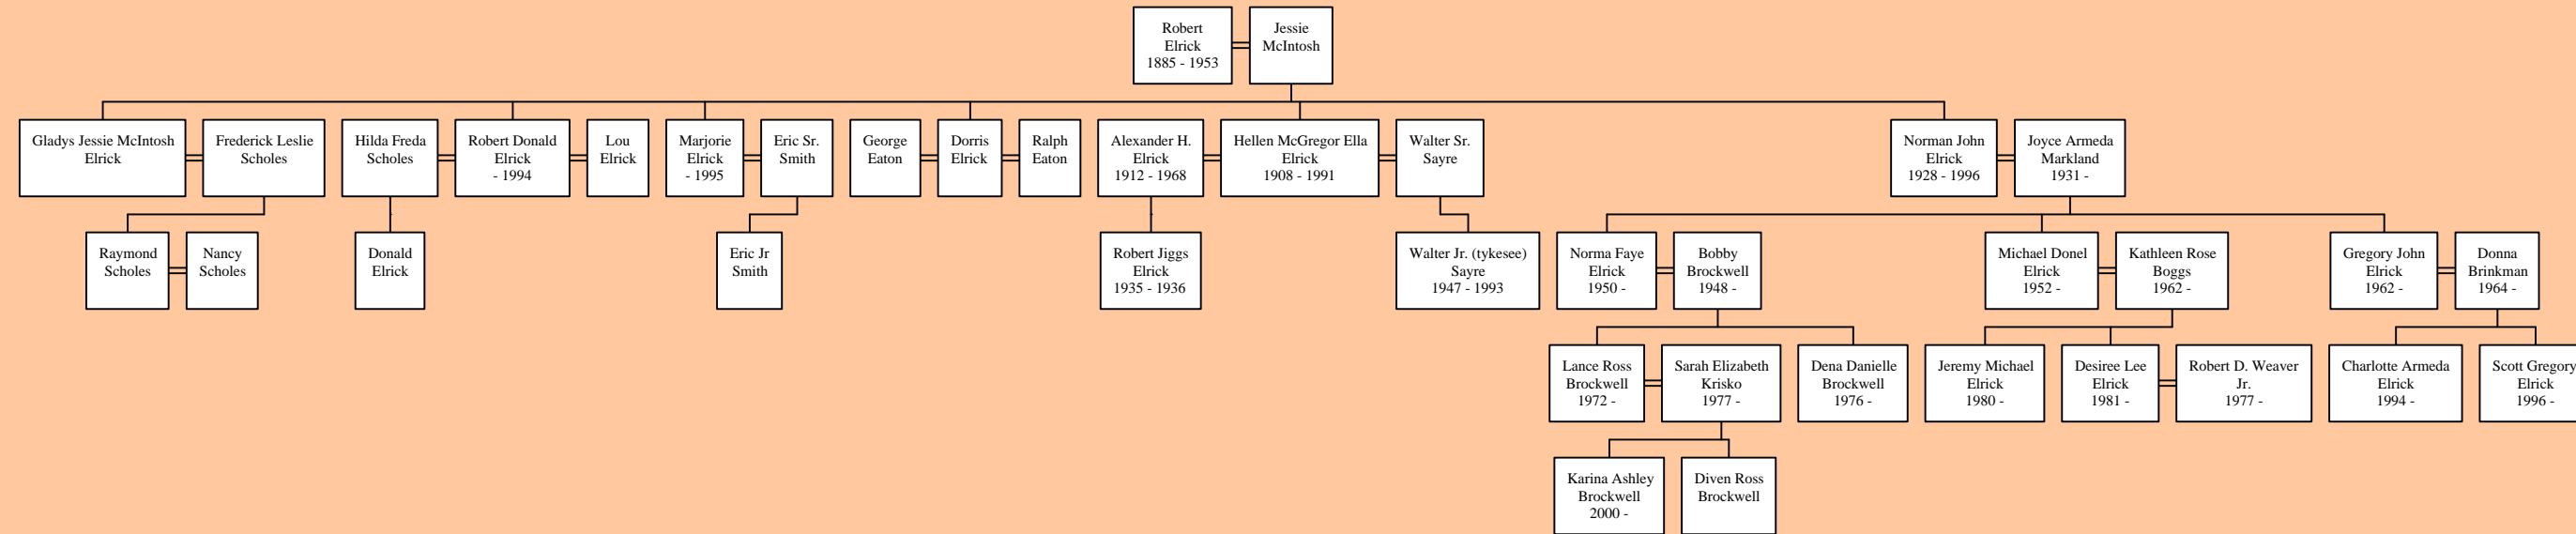 Robert
Elrick
1885 - 1953
Jessie
McIntosh
Gladys Jessie McIntosh
Elrick
Frederick Leslie
Scholes
Hilda Freda
Scholes
Robert Donald
Elrick
- 1994
Lou
Elrick
Marjorie
Elrick
- 1995
Eric Sr.
Smith
George
Eaton
Dorris
Elrick
Ralph
Eaton
Alexander H.
Elrick
1912 - 1968
Hellen McGregor Ella
Elrick
1908 - 1991
Walter Sr.
Sayre
Norman John
Elrick
1928 - 1996
Joyce Armeda
Markland
1931 -
Raymond
Scholes
Nancy
Scholes
Donald
Elrick
Eric Jr
Smith
Robert Jiggs
Elrick
1935 - 1936
Walter Jr. (tykesee)
Sayre
1947 - 1993
Norma Faye
Elrick
1950 -
Bobby
Brockwell
1948 -
Michael Donel
Elrick
1952 -
Kathleen Rose
Boggs
1962 -
Gregory John
Elrick
1962 -
Donna
Brinkman
1964 -
Lance Ross
Brockwell
1972 -
Sarah Elizabeth
Krisko
1977 -
Dena Danielle
Brockwell
1976 -
Jeremy Michael
Elrick
1980 -
Desiree Lee
Elrick
1981 -
Robert D. Weaver
Jr.
1977 -
Charlotte Armeda
Elrick
1994 -
Scott Gregory
Elrick
1996 -
Karina Ashley
Brockwell
2000 -
Diven Ross
Brockwell